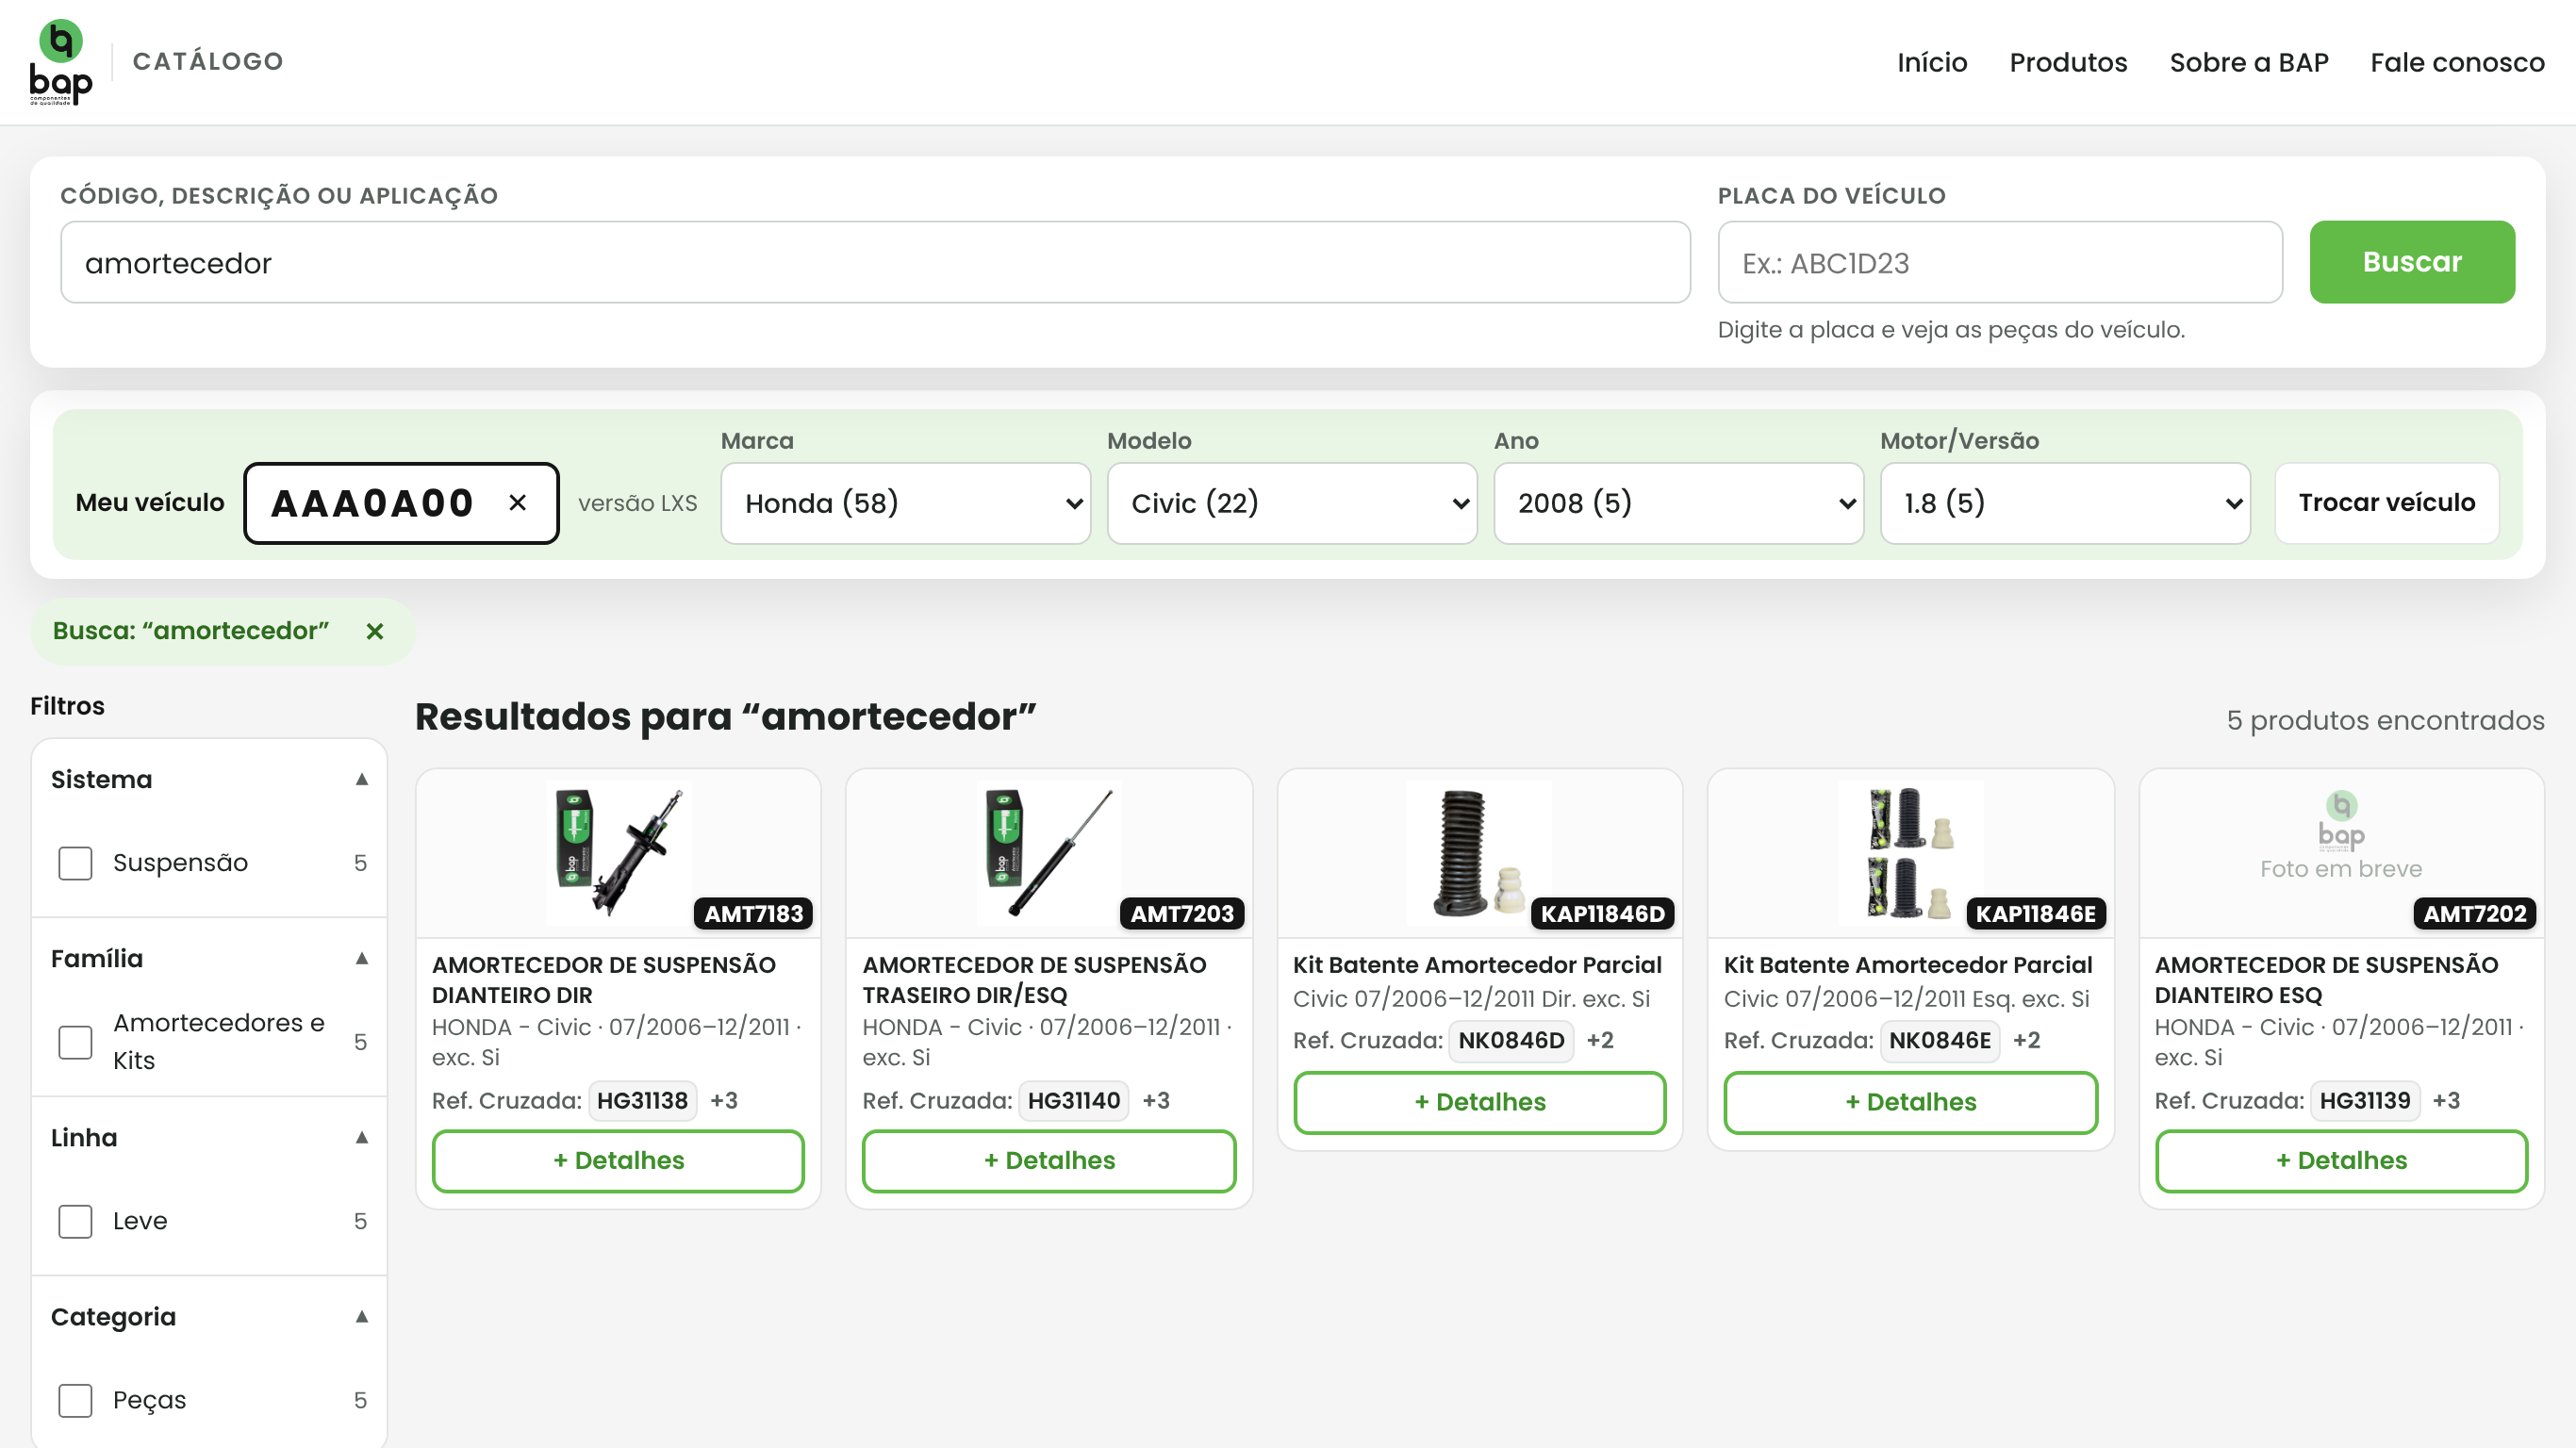 bap
componentes
de qualidade
CATÁLOGO
Início
Produtos
Sobre a BAP
Fale conosco
CÓDIGO, DESCRIÇÃO OU APLICAÇÃO
amortecedor
PLACA DO VEÍCULO
Ex.: ABC1D23
Buscar
Digite a placa e veja as peças do veículo.
Meu veículo
AAA0A00 ✕
versão LXS
Marca
Honda (58)
Modelo
Civic (22)
Ano
2008 (5)
Motor/Versão
1.8 (5)
Trocar veículo
Busca: “amortecedor” ✕
Filtros
Sistema
Suspensão 5
Família
Amortecedores e
Kits
5
Linha
Leve 5
Categoria
Peças 5
Resultados para “amortecedor”
5 produtos encontrados
bap
AMT7183
AMORTECEDOR DE SUSPENSÃO
DIANTEIRO DIR
HONDA - Civic · 07/2006–12/2011 ·
exc. Si
Ref. Cruzada: HG31138 +3
+ Detalhes
bap
AMT7203
AMORTECEDOR DE SUSPENSÃO
TRASEIRO DIR/ESQ
HONDA - Civic · 07/2006–12/2011 ·
exc. Si
Ref. Cruzada: HG31140 +3
+ Detalhes
KAP11846D
Kit Batente Amortecedor Parcial
Civic 07/2006–12/2011 Dir. exc. Si
Ref. Cruzada: NK0846D +2
+ Detalhes
KAP11846E
Kit Batente Amortecedor Parcial
Civic 07/2006–12/2011 Esq. exc. Si
Ref. Cruzada: NK0846E +2
+ Detalhes
bap
Foto em breve
AMT7202
AMORTECEDOR DE SUSPENSÃO
DIANTEIRO ESQ
HONDA - Civic · 07/2006–12/2011 ·
exc. Si
Ref. Cruzada: HG31139 +3
+ Detalhes